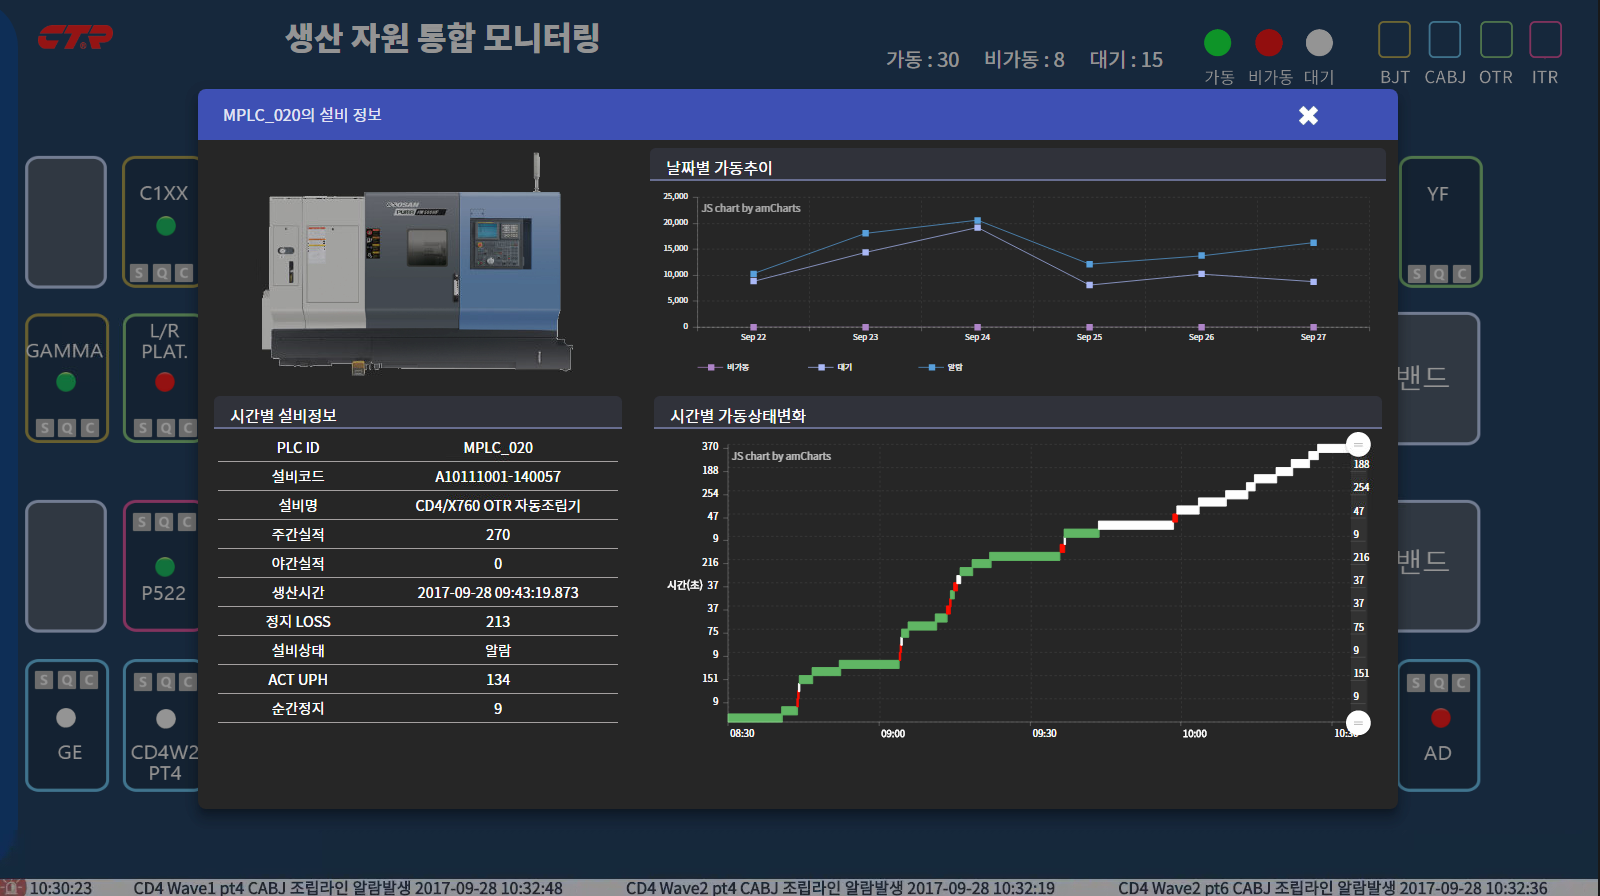 CTR
생산 자원 통합 모니터링
가동 : 30 비가동 : 8 대기 : 15
가동 비가동 대기
BJT CABJ OTR ITR
MPLC_020의 설비 정보
C1XX
S Q C
GAMMA
S Q C
L/R
PLAT.
S Q C
S Q C
P522
S Q C
GE
S Q C
CD4W2
PT4
YF
S Q C
밴드
밴드
S Q C
AD
DOOSAN
PUMA
날짜별 가동추이
JS chart by amCharts
25,000
20,000
15,000
10,000
5,000
0
Sep 22 Sep 23 Sep 24 Sep 25 Sep 26 Sep 27
비가동 대기 알람
시간별 설비정보
PLC ID MPLC_020
설비코드 A10111001-140057
설비명 CD4/X760 OTR 자동조립기
주간실적 270
야간실적 0
생산시간 2017-09-28 09:43:19.873
정지 LOSS 213
설비상태 알람
ACT UPH 134
순간정지 9
시간별 가동상태변화
JS chart by amCharts
시간(초)
370
188
254
47
9
216
37
37
75
9
151
9
188
254
47
9
216
37
37
75
9
151
9
08:30 09:00 09:30 10:00 10:30
10:30:23 CD4 Wave1 pt4 CABJ 조립라인 알람발생 2017-09-28 10:32:48 CD4 Wave2 pt4 CABJ 조립라인 알람발생 2017-09-28 10:32:19 CD4 Wave2 pt6 CABJ 조립라인 알람발생 2017-09-28 10:32:36